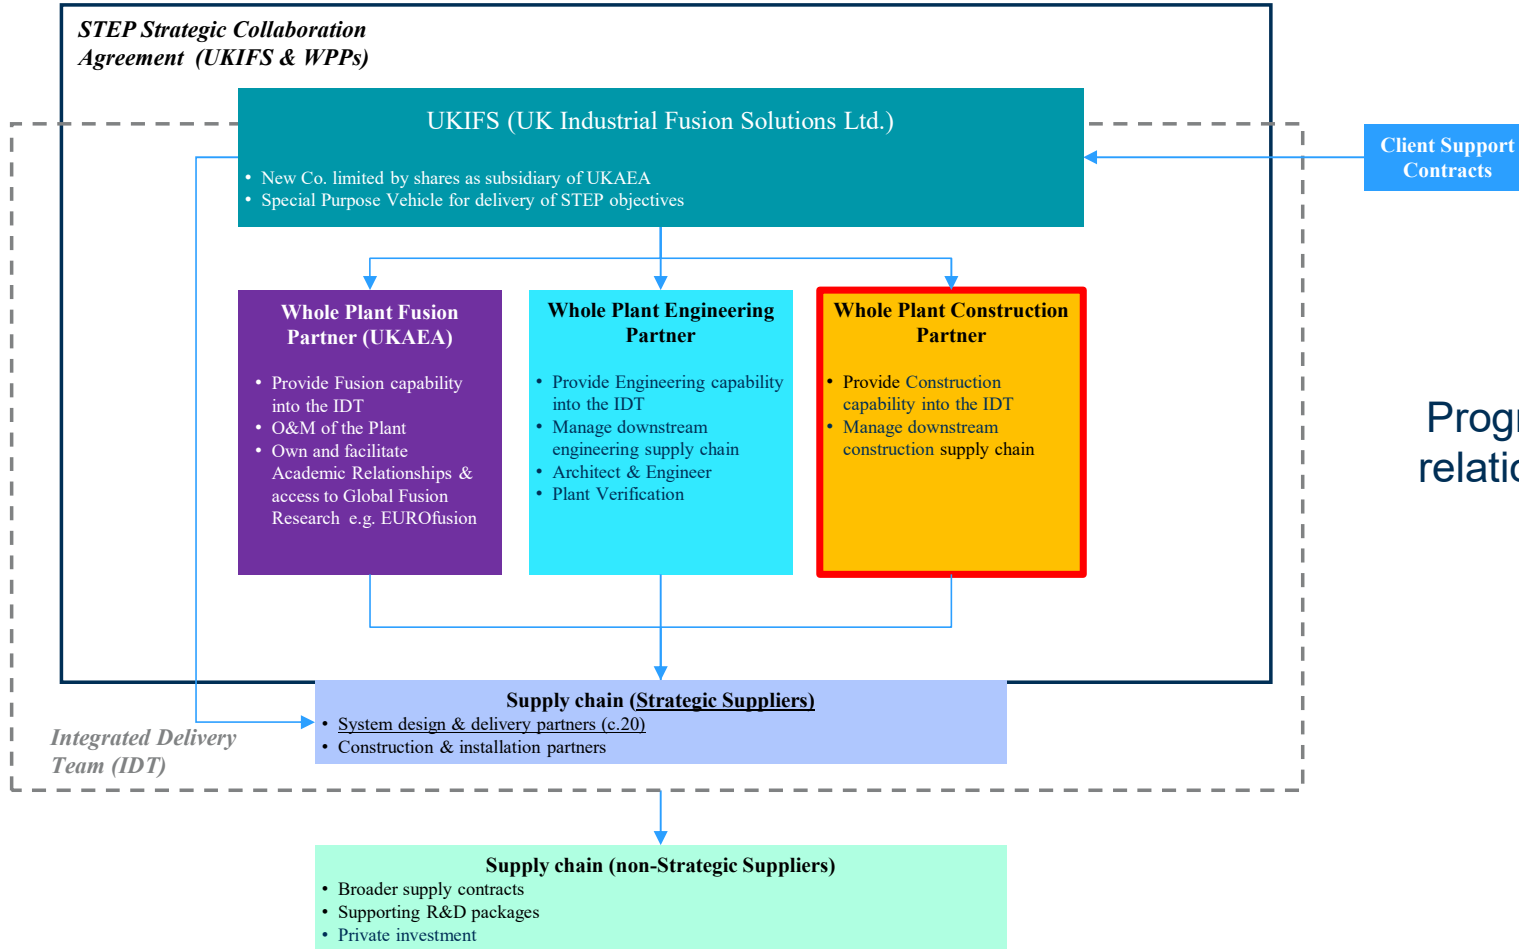 STEP Strategic Collaboration
Agreement (UKIFS & WPPs)
UKIFS (UK Industrial Fusion Solutions Ltd.)
• New Co. limited by shares as subsidiary of UKAEA
• Special Purpose Vehicle for delivery of STEP objectives
Client Support
Contracts
Whole Plant Fusion
Partner (UKAEA)
• Provide Fusion capability
into the IDT
• O&M of the Plant
• Own and facilitate
Academic Relationships &
access to Global Fusion
Research e.g. EUROfusion
Whole Plant Engineering
Partner
• Provide Engineering capability
into the IDT
• Manage downstream
engineering supply chain
• Architect & Engineer
• Plant Verification
Whole Plant Construction
Partner
• Provide Construction
capability into the IDT
• Manage downstream
construction supply chain
Supply chain (Strategic Suppliers)
• System design & delivery partners (c.20)
• Construction & installation partners
Integrated Delivery
Team (IDT)
Supply chain (non-Strategic Suppliers)
• Broader supply contracts
• Supporting R&D packages
• Private investment